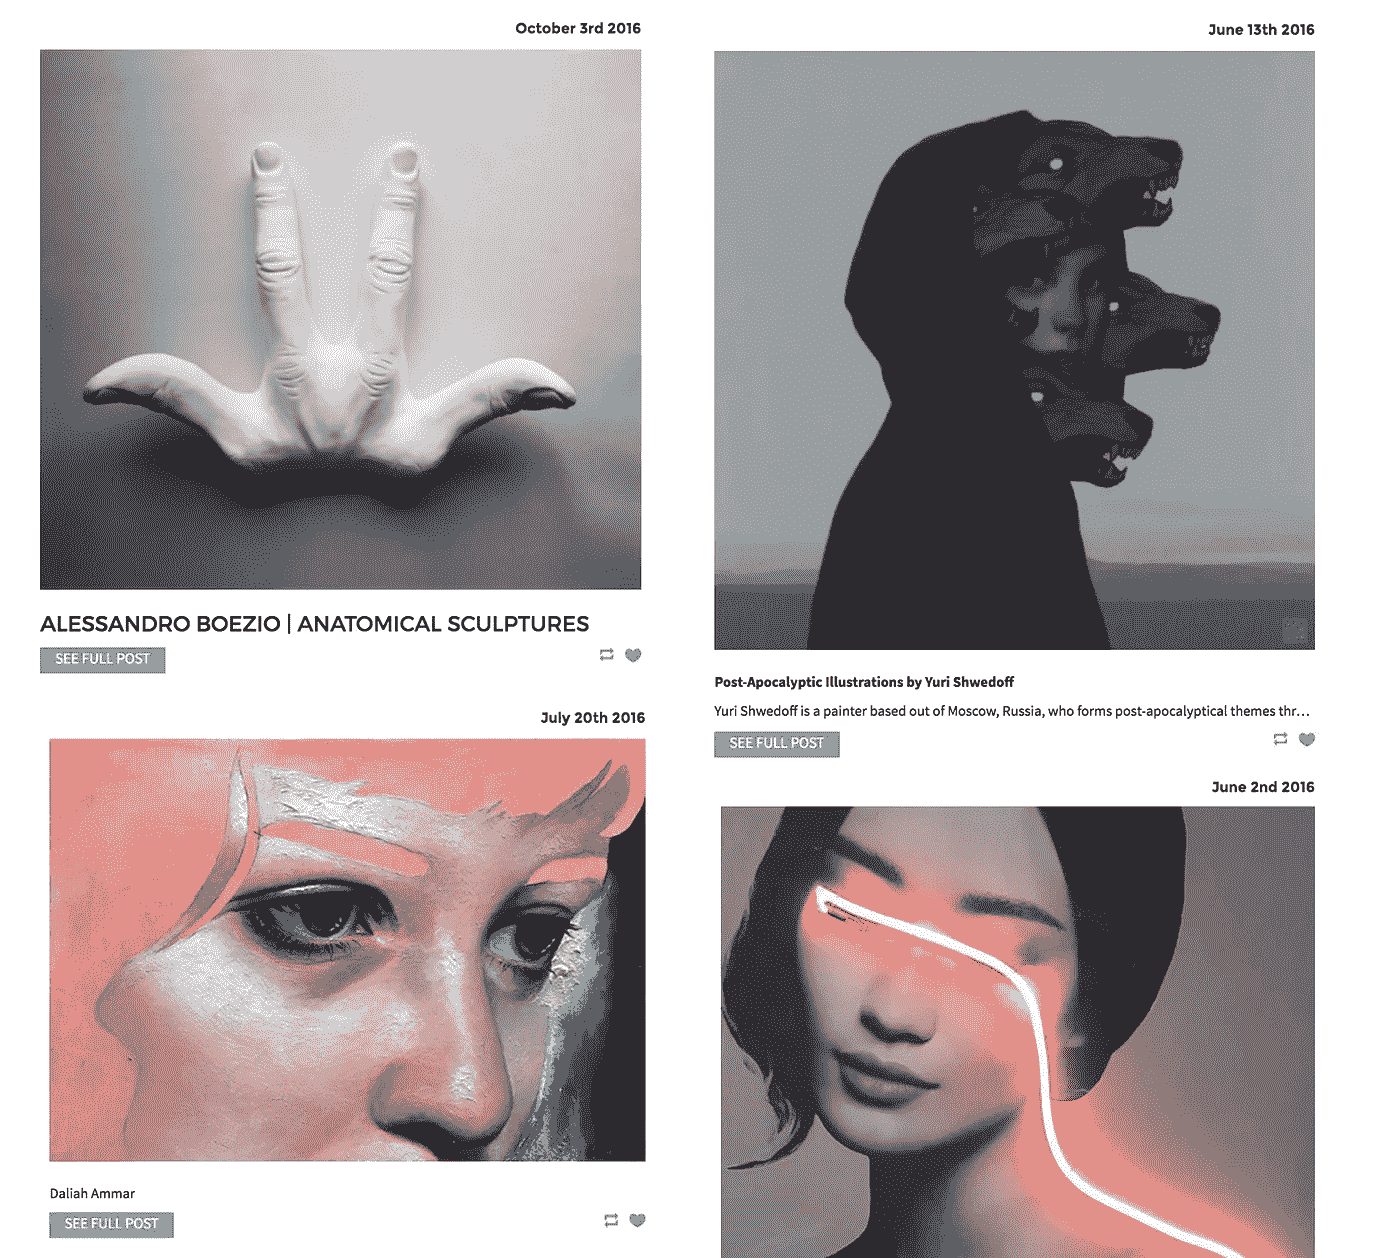 October 3rd 2016
ALESSANDRO BOEZIO | ANATOMICAL SCULPTURES
SEE FULL POST
July 20th 2016
Daliah Ammar
SEE FULL POST
June 13th 2016
Post-Apocalyptic Illustrations by Yuri Shwedoff
Yuri Shwedoff is a painter based out of Moscow, Russia, who forms post-apocalyptical themes thr...
SEE FULL POST
June 2nd 2016